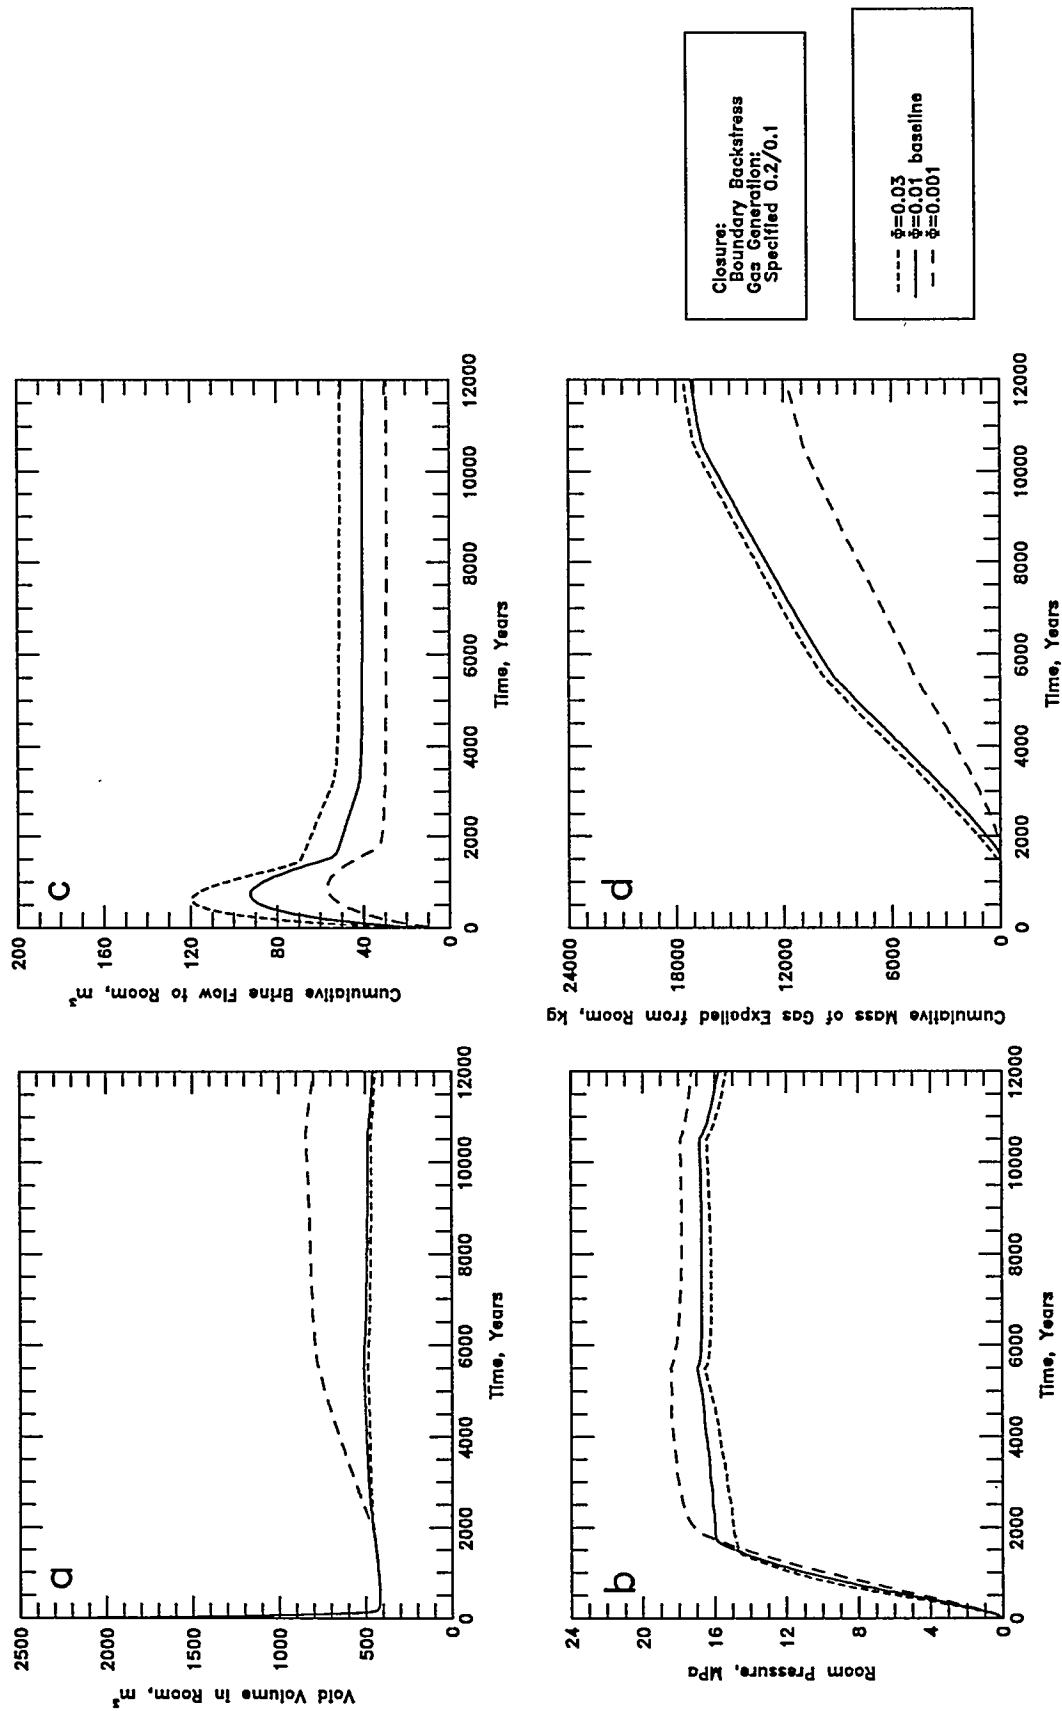 a
2500
2000
1500
1000
500
0
Void Volume in Room, m³
0
2000
4000
6000
8000
10000
12000
Time, Years
c
200
160
120
80
40
0
Cumulative Brine Flow to Room, m³
0
2000
4000
6000
8000
10000
12000
Time, Years
b
24
20
16
12
8
4
0
Room Pressure, MPa
0
2000
4000
6000
8000
10000
12000
Time, Years
d
24000
18000
12000
6000
0
Cumulative Mass of Gas Expelled from Room, kg
0
2000
4000
6000
8000
10000
12000
Time, Years
Closure:
Boundary Backstress
Gas Generation:
Specified 0.2/0.1
Φ=0.03
Φ=0.01 baseline
Φ=0.001